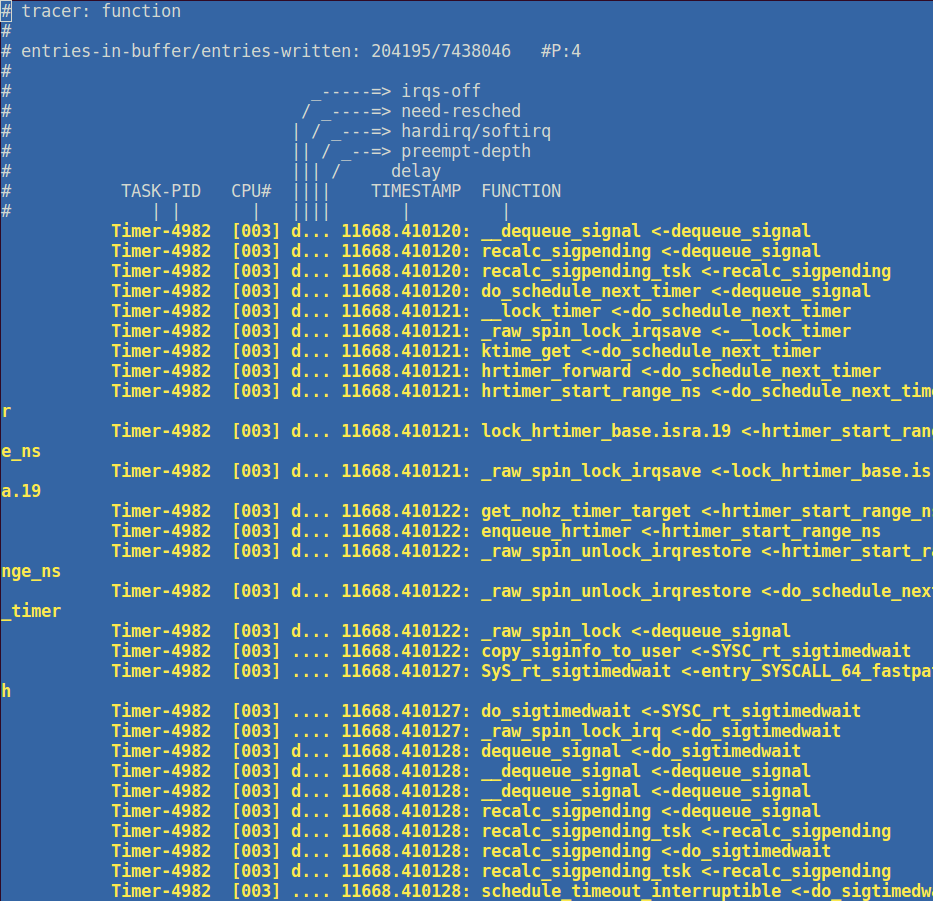 # tracer: function
#
# entries-in-buffer/entries-written: 204195/7438046   #P:4
#
#                              _-----=> irqs-off
#                             / _----=> need-resched
#                            | / _---=> hardirq/softirq
#                            || / _--=> preempt-depth
#                            ||| /     delay
#           TASK-PID   CPU#  ||||    TIMESTAMP  FUNCTION
#              | |       |   ||||       |         |
           Timer-4982  [003] d... 11668.410120: __dequeue_signal <-dequeue_signal
           Timer-4982  [003] d... 11668.410120: recalc_sigpending <-dequeue_signal
           Timer-4982  [003] d... 11668.410120: recalc_sigpending_tsk <-recalc_sigpending
           Timer-4982  [003] d... 11668.410120: do_schedule_next_timer <-dequeue_signal
           Timer-4982  [003] d... 11668.410121: __lock_timer <-do_schedule_next_timer
           Timer-4982  [003] d... 11668.410121: _raw_spin_lock_irqsave <-__lock_timer
           Timer-4982  [003] d... 11668.410121: ktime_get <-do_schedule_next_timer
           Timer-4982  [003] d... 11668.410121: hrtimer_forward <-do_schedule_next_timer
           Timer-4982  [003] d... 11668.410121: hrtimer_start_range_ns <-do_schedule_next_time
r
           Timer-4982  [003] d... 11668.410121: lock_hrtimer_base.isra.19 <-hrtimer_start_rang
e_ns
           Timer-4982  [003] d... 11668.410121: _raw_spin_lock_irqsave <-lock_hrtimer_base.isr
a.19
           Timer-4982  [003] d... 11668.410122: get_nohz_timer_target <-hrtimer_start_range_ns
           Timer-4982  [003] d... 11668.410122: enqueue_hrtimer <-hrtimer_start_range_ns
           Timer-4982  [003] d... 11668.410122: _raw_spin_unlock_irqrestore <-hrtimer_start_ra
nge_ns
           Timer-4982  [003] d... 11668.410122: _raw_spin_unlock_irqrestore <-do_schedule_next
_timer
           Timer-4982  [003] d... 11668.410122: _raw_spin_lock <-dequeue_signal
           Timer-4982  [003] .... 11668.410122: copy_siginfo_to_user <-SYSC_rt_sigtimedwait
           Timer-4982  [003] .... 11668.410127: SyS_rt_sigtimedwait <-entry_SYSCALL_64_fastpat
h
           Timer-4982  [003] .... 11668.410127: do_sigtimedwait <-SYSC_rt_sigtimedwait
           Timer-4982  [003] .... 11668.410127: _raw_spin_lock_irq <-do_sigtimedwait
           Timer-4982  [003] d... 11668.410128: dequeue_signal <-do_sigtimedwait
           Timer-4982  [003] d... 11668.410128: __dequeue_signal <-dequeue_signal
           Timer-4982  [003] d... 11668.410128: __dequeue_signal <-dequeue_signal
           Timer-4982  [003] d... 11668.410128: recalc_sigpending <-dequeue_signal
           Timer-4982  [003] d... 11668.410128: recalc_sigpending_tsk <-recalc_sigpending
           Timer-4982  [003] d... 11668.410128: recalc_sigpending <-do_sigtimedwait
           Timer-4982  [003] d... 11668.410128: recalc_sigpending_tsk <-recalc_sigpending
           Timer-4982  [003] .... 11668.410128: schedule_timeout_interruptible <-do_sigtimedwa